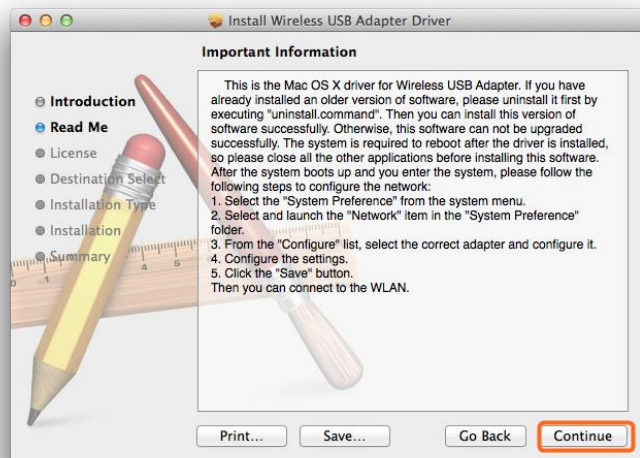 Install Wireless USB Adapter Driver
Important Information
Introduction
Read Me
License
Destination Select
Installation Type
Installation
Summary
This is the Mac OS X driver for Wireless USB Adapter. If you have
already installed an older version of software, please uninstall it first by
executing "uninstall.command". Then you can install this version of
software successfully. Otherwise, this software can not be upgraded
successfully. The system is required to reboot after the driver is installed,
so please close all the other applications before installing this software.
After the system boots up and you enter the system, please follow the
following steps to configure the network:
1. Select the "System Preference" from the system menu.
2. Select and launch the "Network" item in the "System Preference"
folder.
3. From the "Configure" list, select the correct adapter and configure it.
4. Configure the settings.
5. Click the "Save" button.
Then you can connect to the WLAN.
0 1 4 5
Print... Save... Go Back Continue